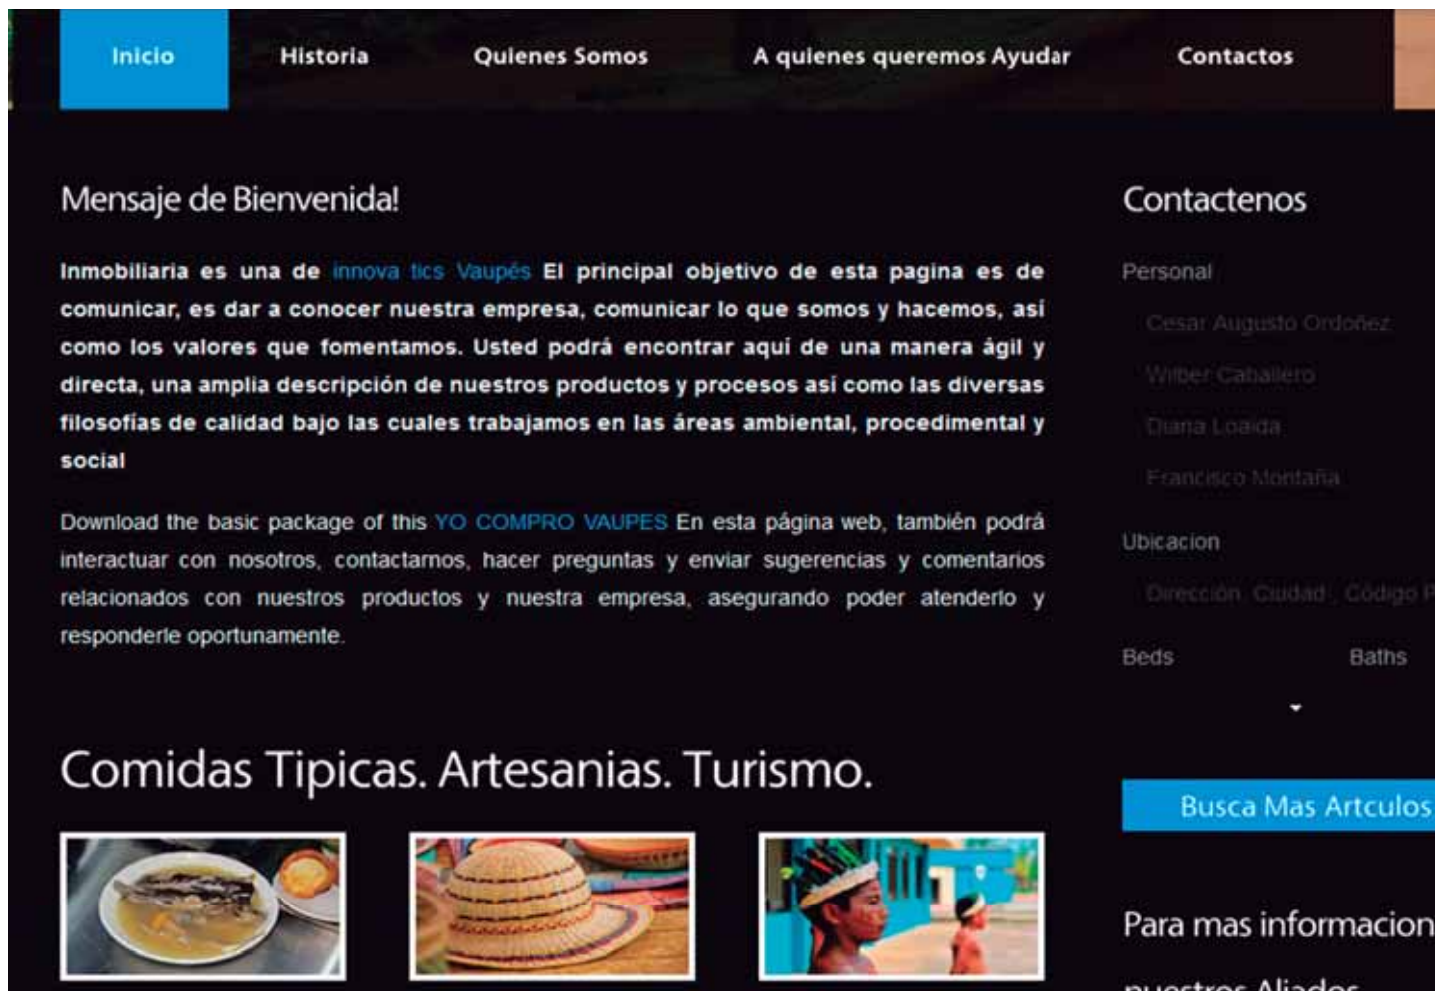 Inicio
Historia
Quienes Somos
A quienes queremos Ayudar
Contactos
Mensaje de Bienvenida!
Inmobiliaria es una de innova tics Vaupés El principal objetivo de esta pagina es de
comunicar, es dar a conocer nuestra empresa, comunicar lo que somos y hacemos, así
como los valores que fomentamos. Usted podrá encontrar aquí de una manera ágil y
directa, una amplia descripción de nuestros productos y procesos así como las diversas
filosofías de calidad bajo las cuales trabajamos en las áreas ambiental, procedimental y
social
Download the basic package of this YO COMPRO VAUPES En esta página web, también podrá
interactuar con nosotros, contactarnos, hacer preguntas y enviar sugerencias y comentarios
relacionados con nuestros productos y nuestra empresa, asegurando poder atenderlo y
responderle oportunamente.
Comidas Tipicas. Artesanias. Turismo.
Contactenos
Personal
Cesar Augusto Ordoñez
Wilber Caballero
Diana Loaida
Francisco Montaña
Ubicacion
Dirección Ciudad , Código P
Beds
Baths
Busca Mas Artculos
Para mas informacion
nuestros Aliados